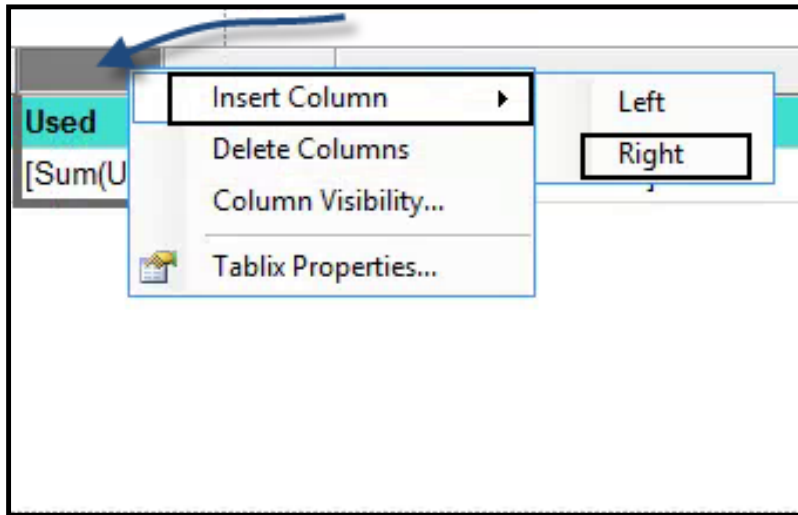 Used
[Sum(U
Insert Column
Delete Columns
Column Visibility...
Tablix Properties...
Left
Right
]